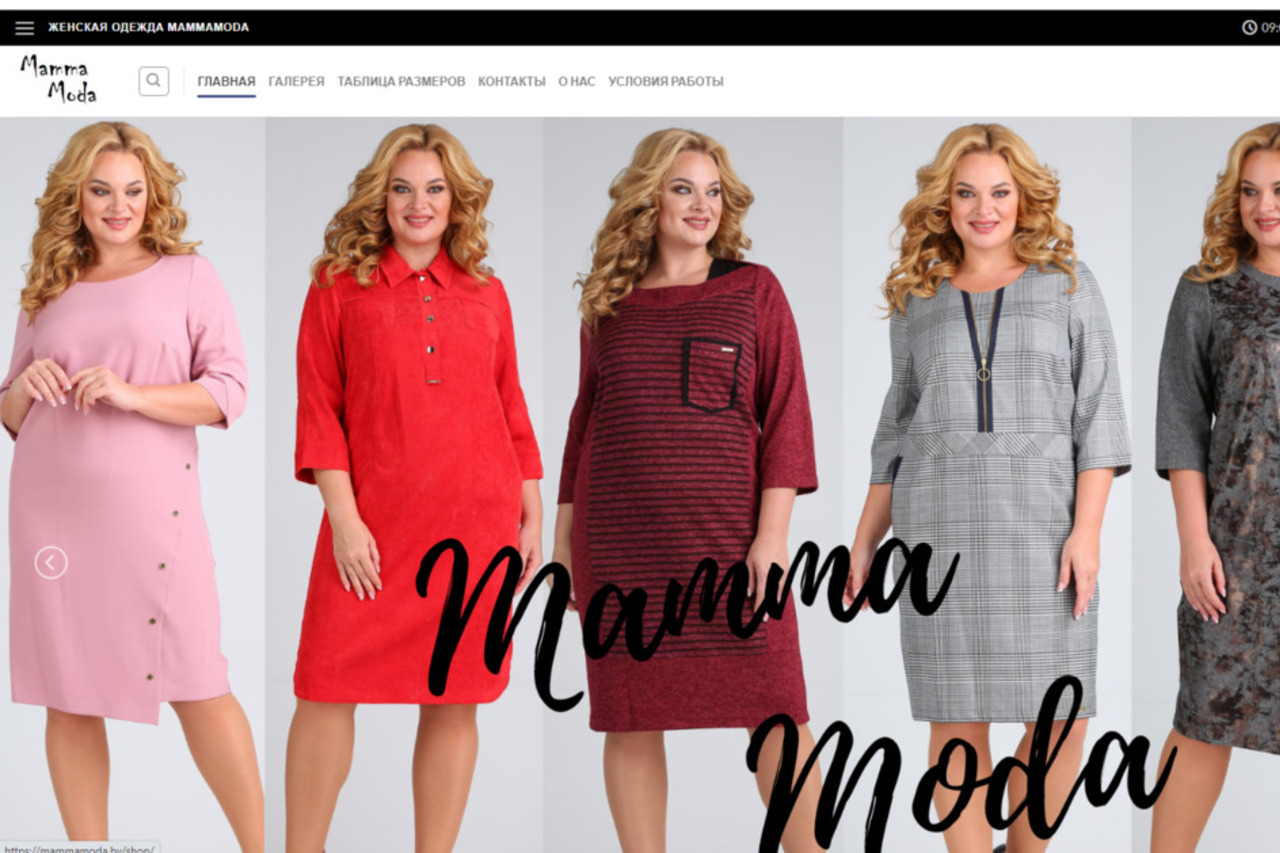 ЖЕНСКАЯ ОДЕЖДА MAMMAMODA
09:
Mamma
Moda
ГЛАВНАЯ ГАЛЕРЕЯ ТАБЛИЦА РАЗМЕРОВ КОНТАКТЫ О НАС УСЛОВИЯ РАБОТЫ
Mamma
Moda
https://mammamoda.by/shop/